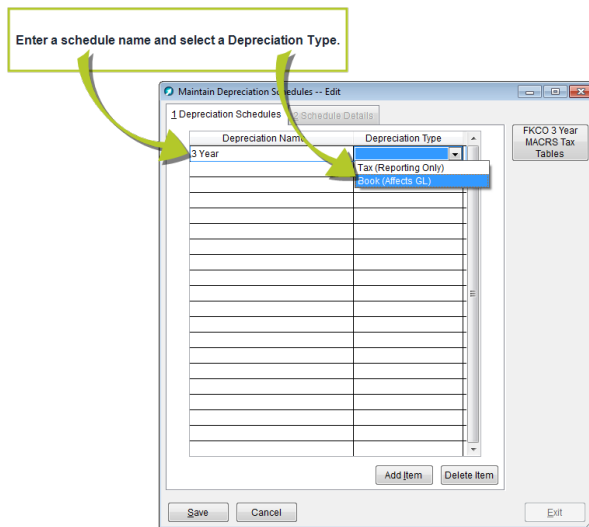 Enter a schedule name and select a Depreciation Type.
Maintain Depreciation Schedules -- Edit
1 Depreciation Schedules
2 Schedule Details
Depreciation Name
Depreciation Type
3 Year
Tax (Reporting Only)
Book (Affects GL)
FKCO 3 Year
MACRS Tax
Tables
Add Item
Delete Item
Save
Cancel
Exit